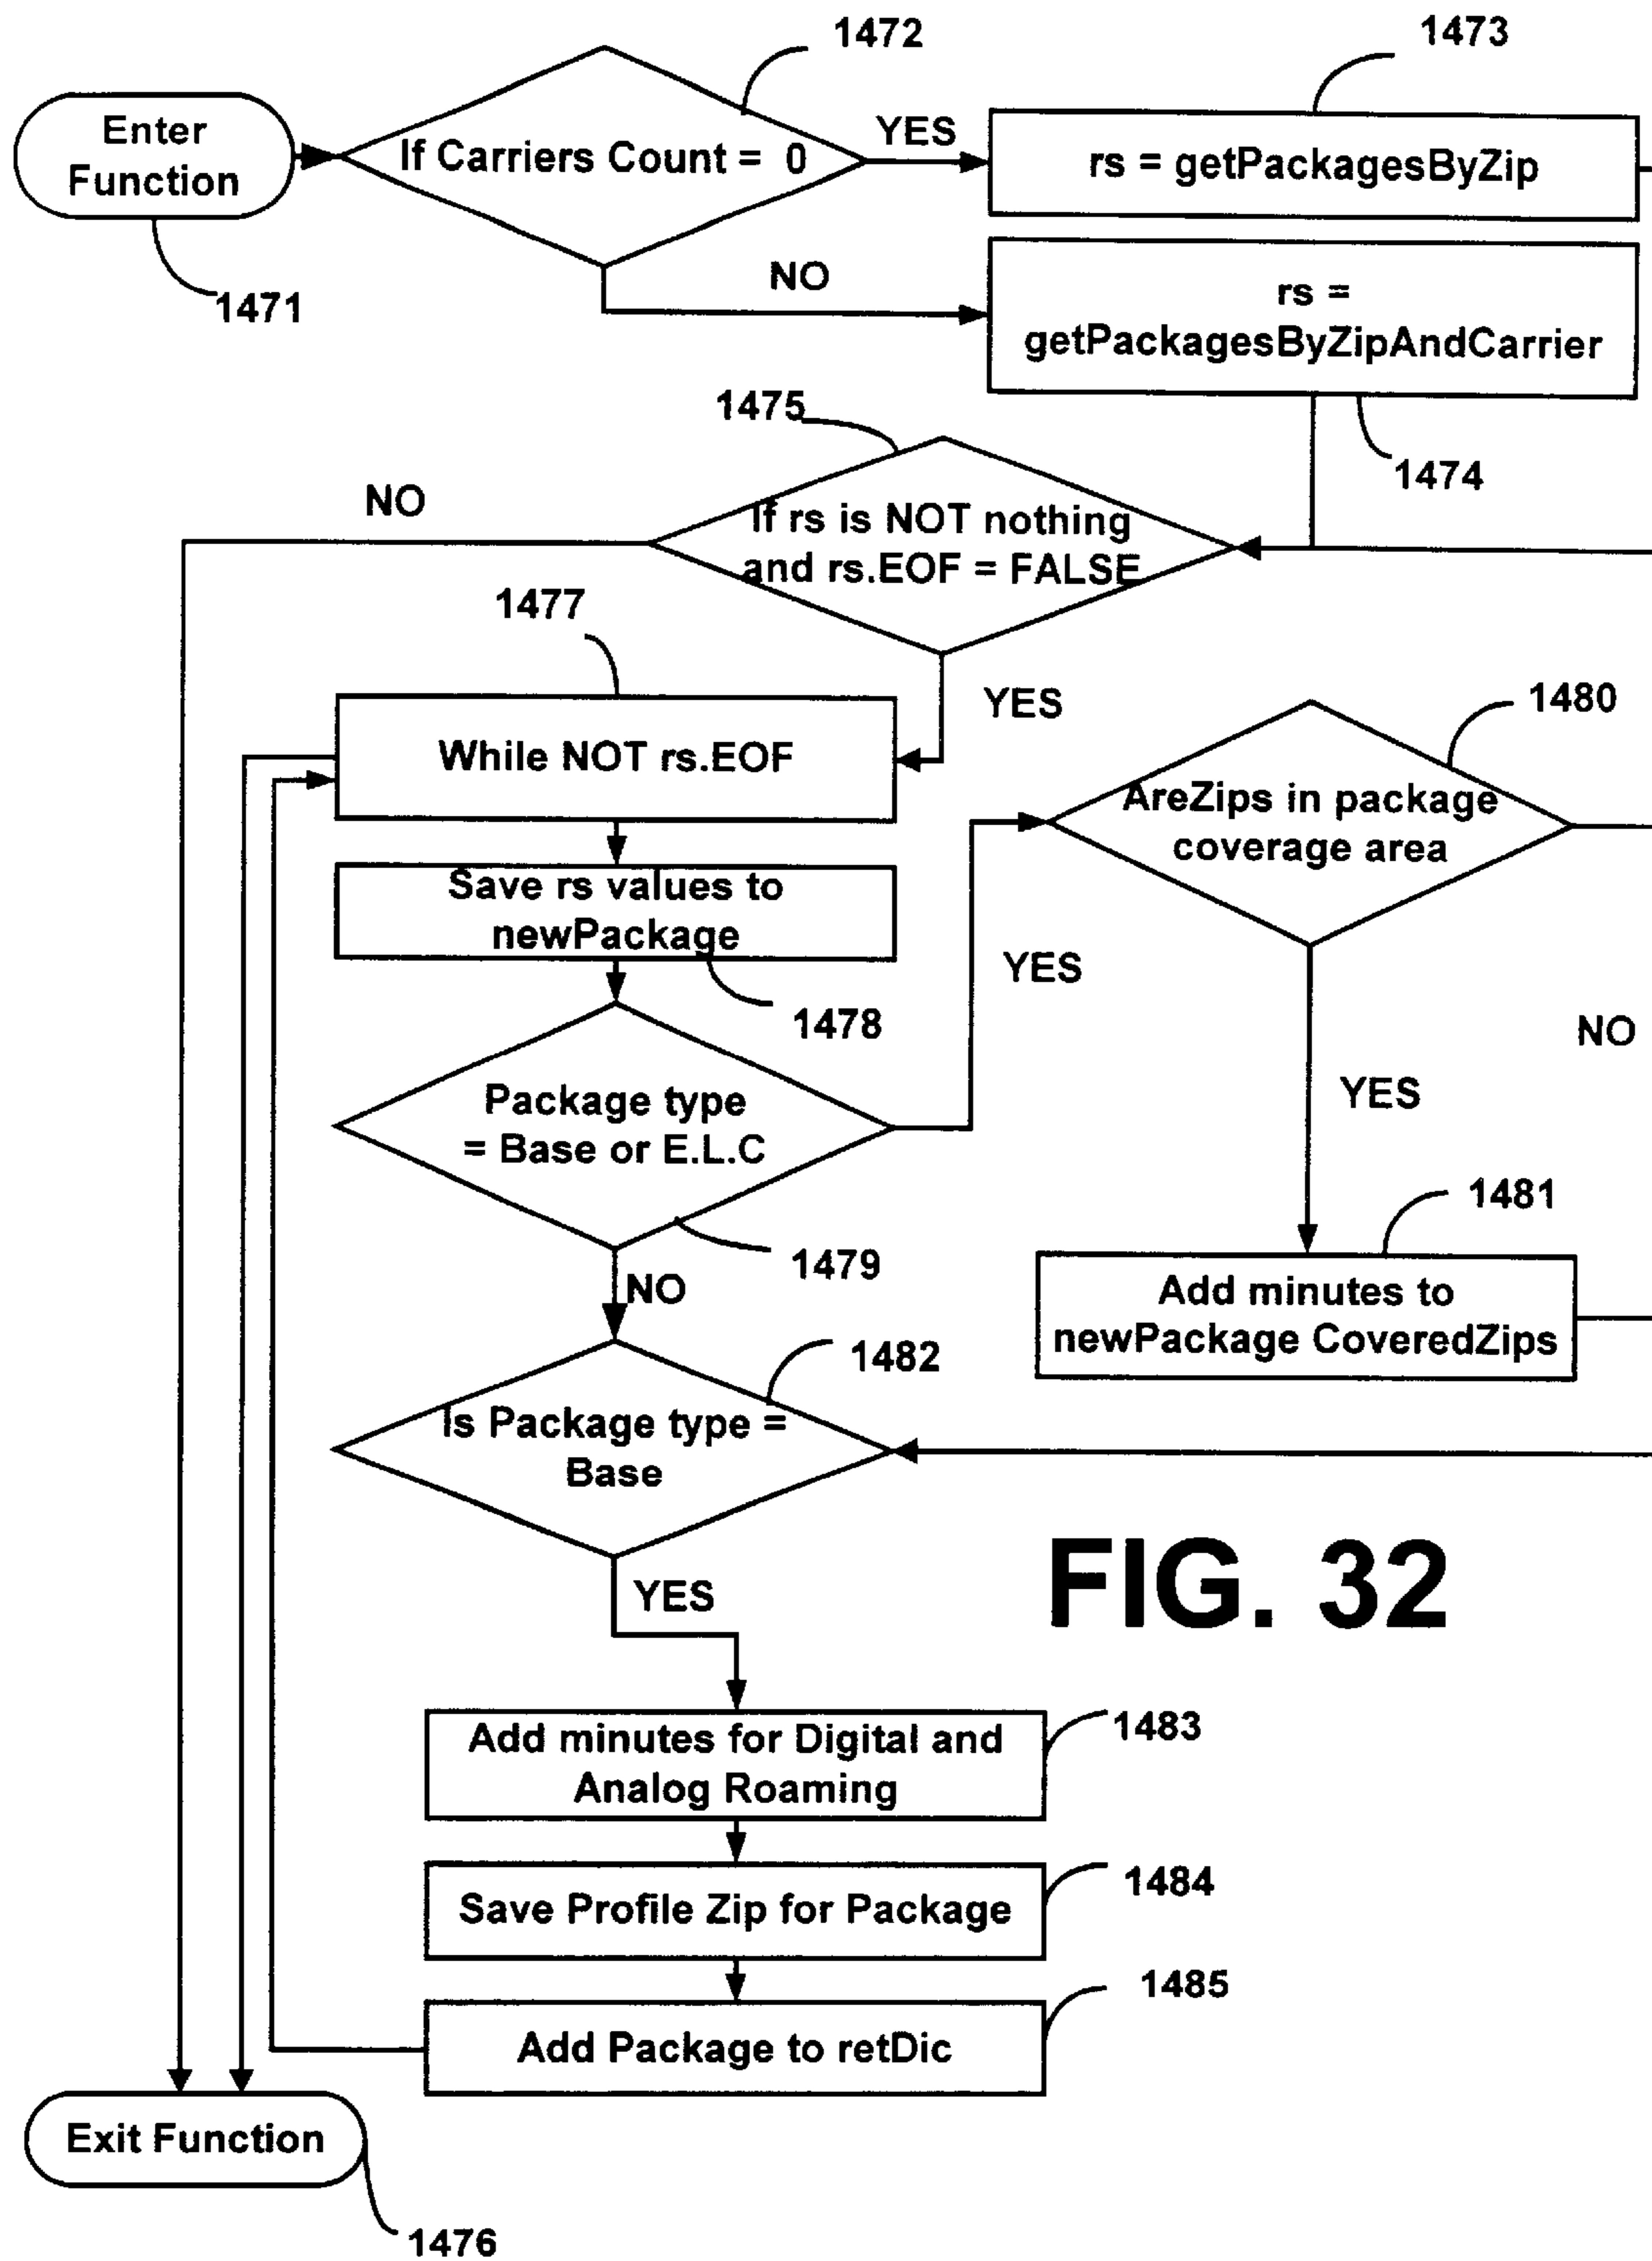 1472
1473
Enter
Function
If Carriers Count = 0
YES
rs = getPackagesByZip
1471
NO
rs =
getPackagesByZipAndCarrier
1475
1474
NO
If rs is NOT nothing
and rs.EOF = FALSE
1477
YES
1480
While NOT rs.EOF
AreZips in package
coverage area
Save rs values to
newPackage
YES
1478
NO
YES
Package type
= Base or E.L.C
1481
1479
NO
Add minutes to
newPackage CoveredZips
1482
Is Package type =
Base
FIG. 32
YES
1483
Add minutes for Digital and
Analog Roaming
1484
Save Profile Zip for Package
1485
Add Package to retDic
Exit Function
1476